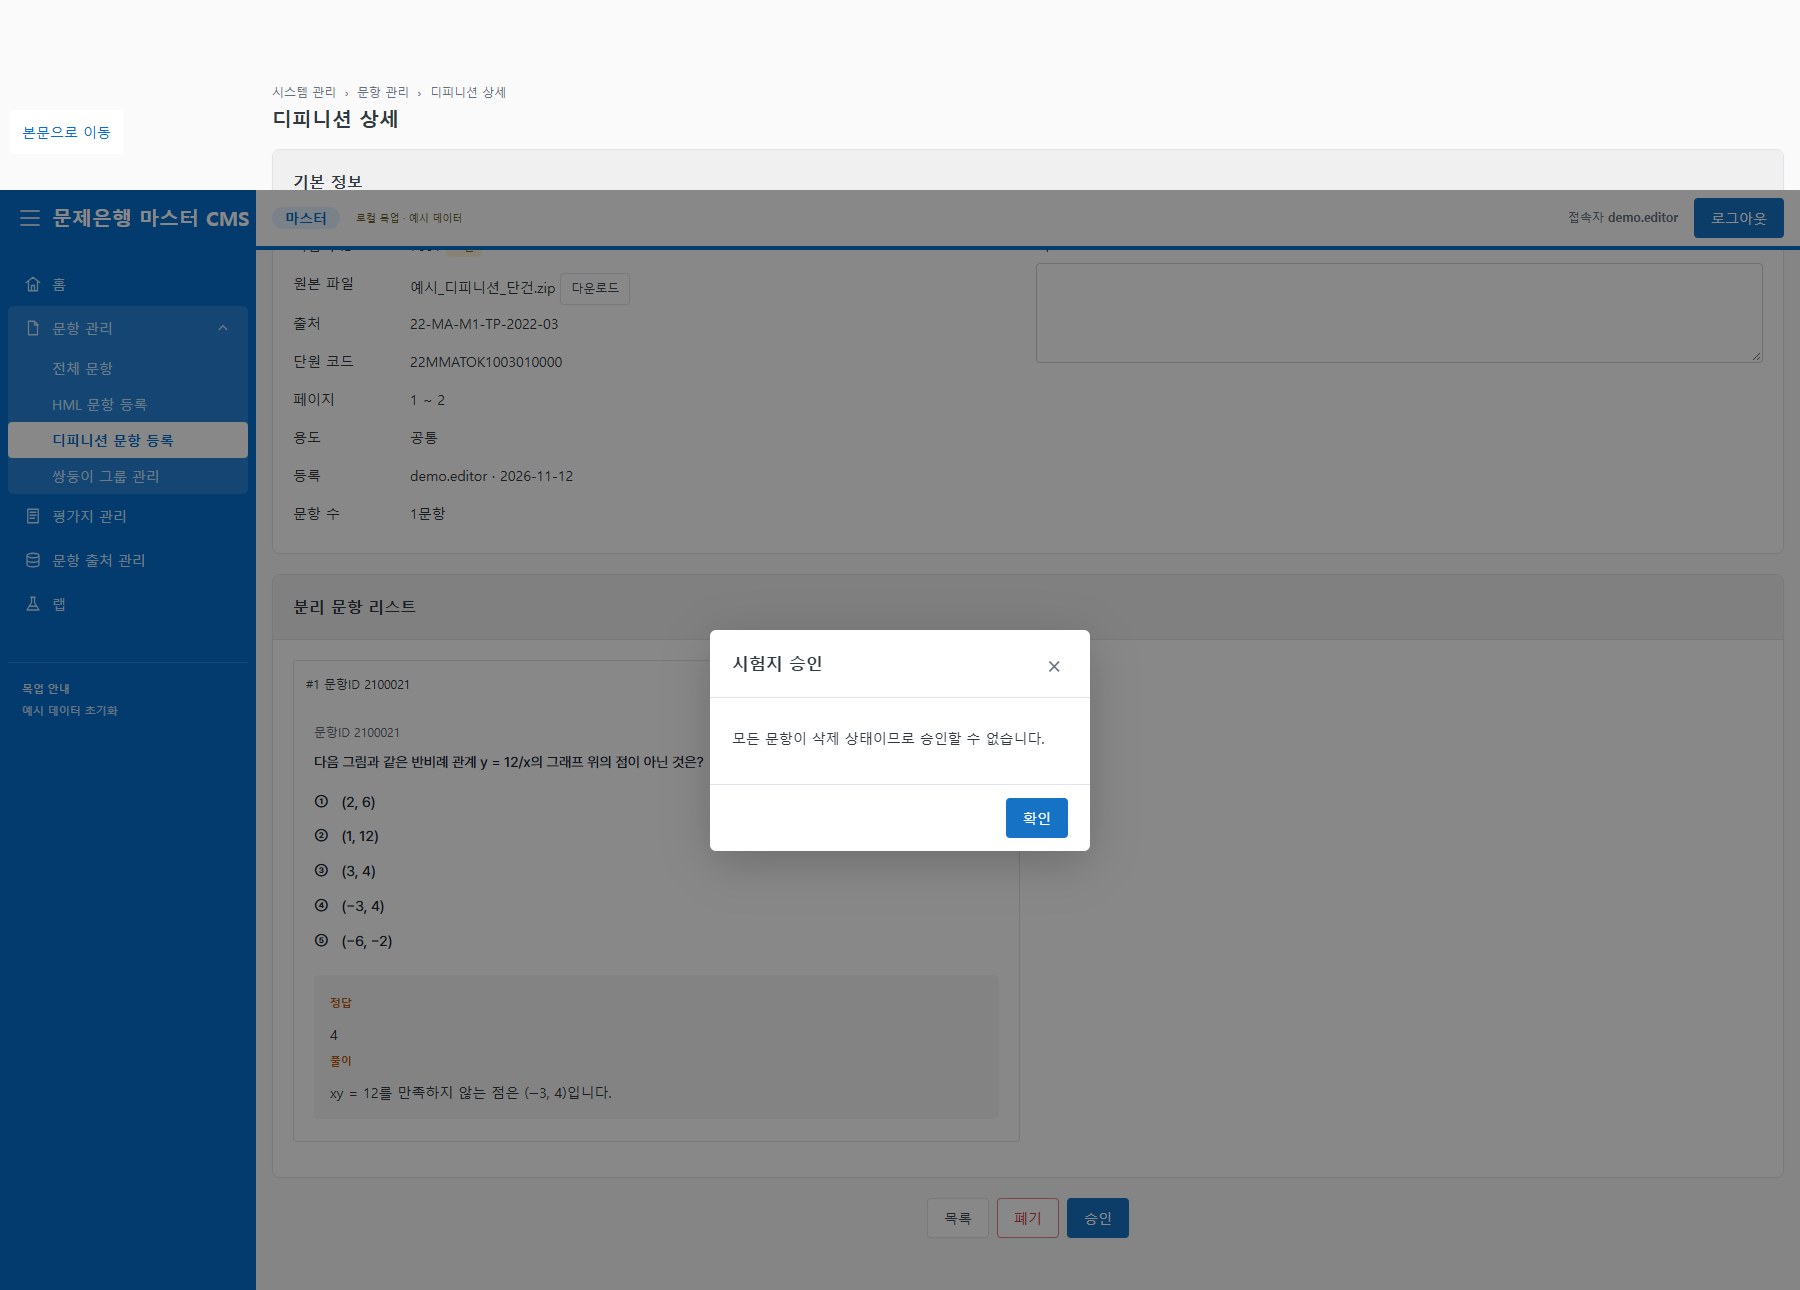 시스템 관리 › 문항 관리 › 디피니션 상세
디피니션 상세
본문으로 이동
기본 정보
문제은행 마스터 CMS
마스터
로컬 목업 · 예시 데이터
접속자 demo.editor
로그아웃
홈
문항 관리
전체 문항
HML 문항 등록
디피니션 문항 등록
쌍둥이 그룹 관리
평가지 관리
문항 출처 관리
랩
목업 안내
예시 데이터 초기화
원본 파일
예시_디피니션_단건.zip
다운로드
출처
22-MA-M1-TP-2022-03
단원 코드
22MMATOK1003010000
페이지
1 ~ 2
용도
공통
등록
demo.editor · 2026-11-12
문항 수
1문항
분리 문항 리스트
#1 문항ID 2100021
문항ID 2100021
다음 그림과 같은 반비례 관계 y = 12/x의 그래프 위의 점이 아닌 것은?
① (2, 6)
② (1, 12)
③ (3, 4)
④ (−3, 4)
⑤ (−6, −2)
정답
4
풀이
xy = 12를 만족하지 않는 점은 (−3, 4)입니다.
시험지 승인
×
모든 문항이 삭제 상태이므로 승인할 수 없습니다.
확인
목록
폐기
승인